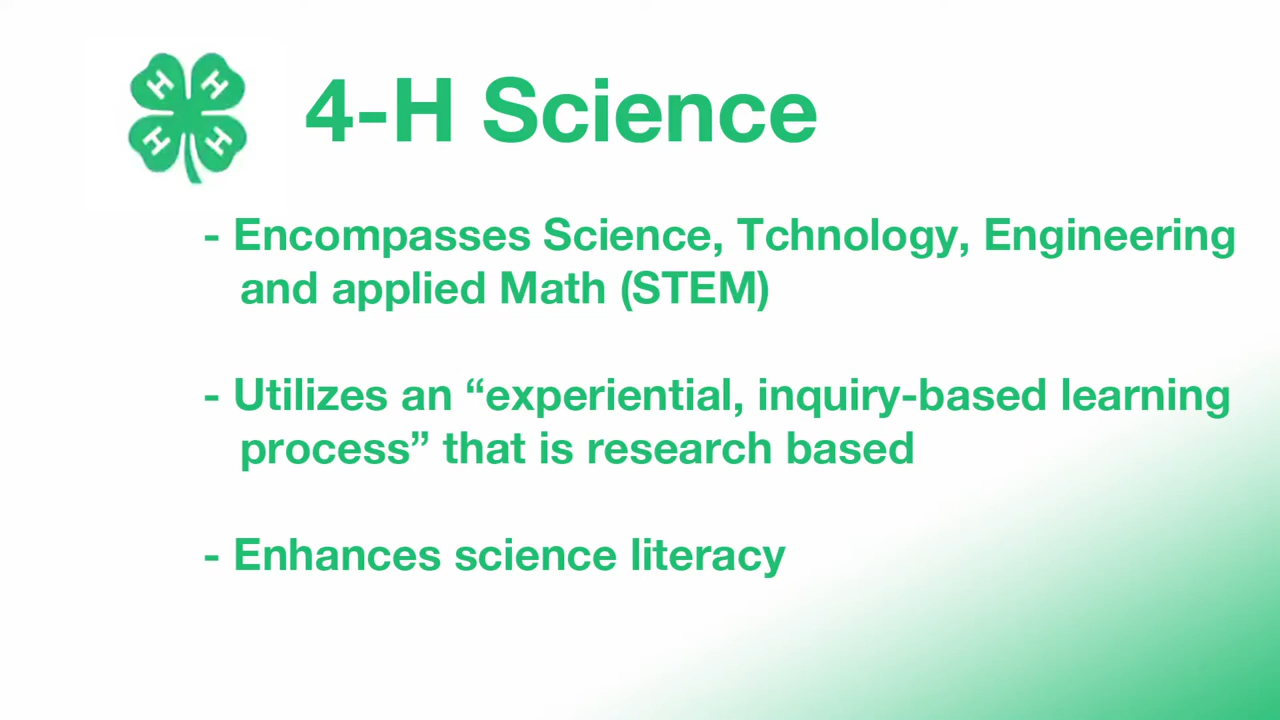 H H
H H
4-H Science
- Encompasses Science, Tchnology, Engineering
and applied Math (STEM)
- Utilizes an “experiential, inquiry-based learning
process” that is research based
- Enhances science literacy